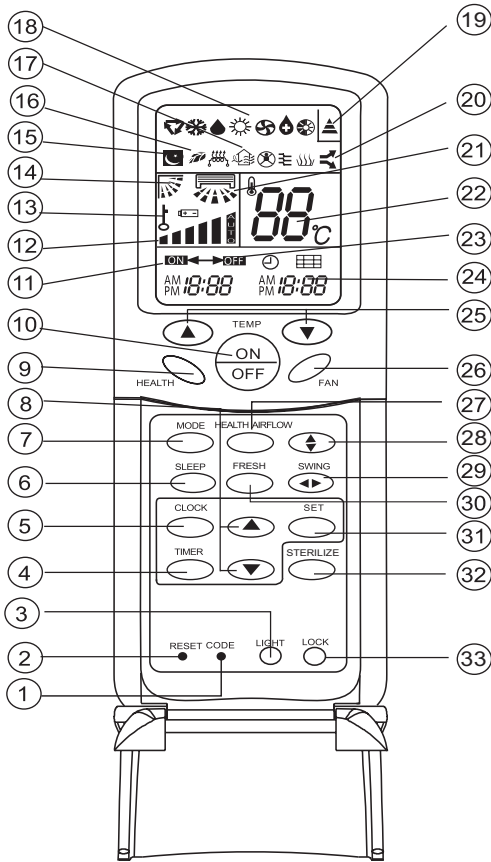 18
19
17
20
16
15
21
14
22
13
AUTO
88°C
12
23
ON OFF
11
AM PM 18:88 AM PM 18:88
24
TEMP
25
10
ON
OFF
9
HEALTH
FAN
26
8
27
MODE HEALTH AIRFLOW
7
28
SLEEP FRESH SWING
6
29
30
CLOCK SET
5
31
TIMER STERILIZE
4
32
3
RESET CODE LIGHT LOCK
2
33
1